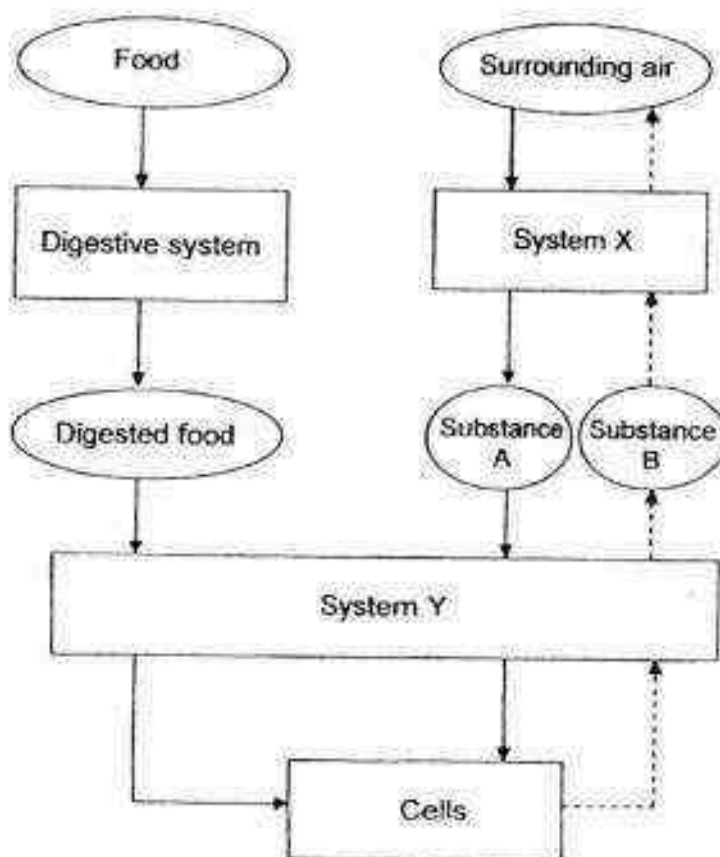 Food
Surrounding air
Digestive system
System X
Digested food
Substance
A
Substance
B
System Y
Cells